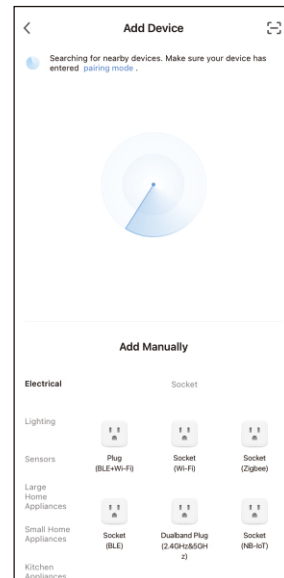 Add Device
Searching for nearby devices. Make sure your device has
entered pairing mode .
Add Manually
Electrical
Socket
Lighting
Sensors
Plug
(BLE+Wi-Fi)
Socket
(Wi-Fi)
Socket
(Zigbee)
Large
Home
Appliances
Small Home
Appliances
Socket
(BLE)
Dualband Plug
(2.4GHz&5GH
z)
Socket
(NB-IoT)
Kitchen
Appliances